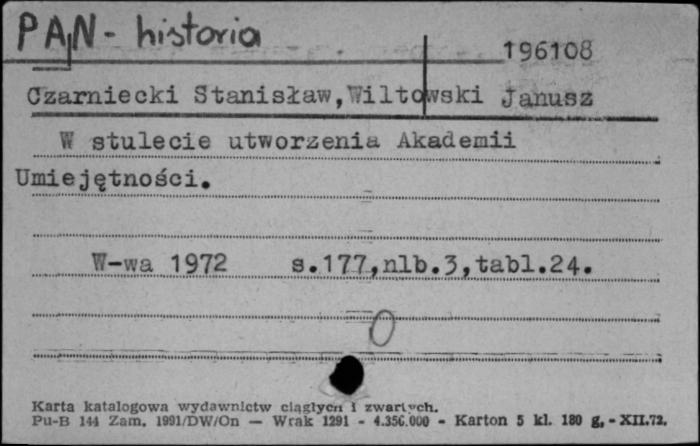 PAN - historia
196108
Czarniecki Stanisław, Wiltowski Janusz
W stulecie utworzenia Akademii
Umiejętności.
W-wa 1972 s.177,nlb.3,tabl.24.
O
Karta katalogowa wydawnictw ciągłych i zwartych.
Pu-B 144 Zam. 1991/DW/On — Wrak 1291 - 4.356.000 - Karton 5 kl. 180 g. - XII.72.